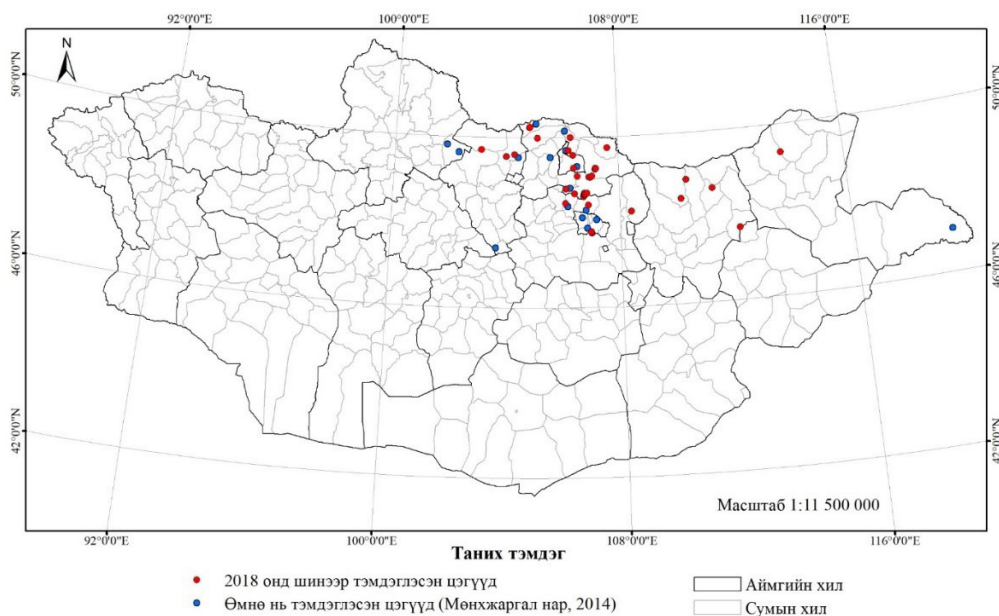 92°0'0"E 100°0'0"E 108°0'0"E 116°0'0"E
N
50°0'0"N 50°0'0"N
46°0'0"N 46°0'0"N
42°0'0"N 42°0'0"N
Масштаб 1:11 500 000
92°0'0"E 100°0'0"E 108°0'0"E 116°0'0"E
Таних тэмдэг
2018 онд шинээр тэмдэглэсэн цэгүүд Аймгийн хил
Өмнө нь тэмдэглэсэн цэгүүд (Мөнхжаргал нар, 2014) Сумын хил